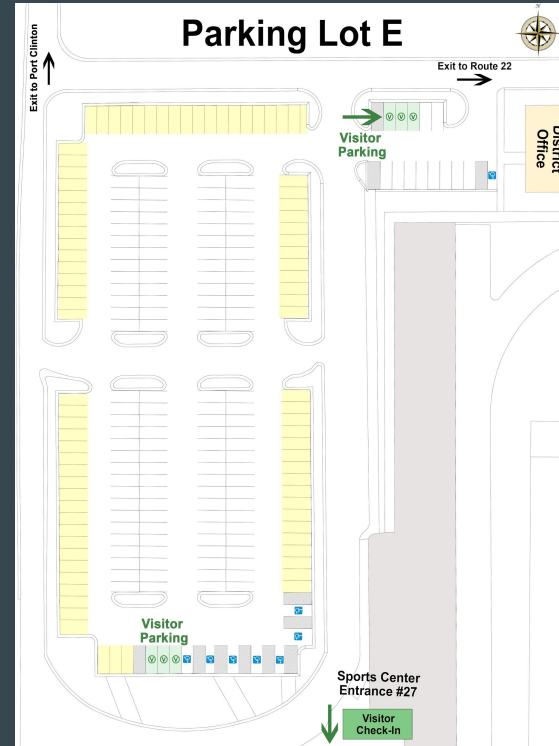 Parking Lot E
N
Exit to Port Clinton
Exit to Route 22
Visitor
Parking
V V V
District
Office
Visitor
Parking
V V V
Sports Center
Entrance #27
Visitor
Check-In